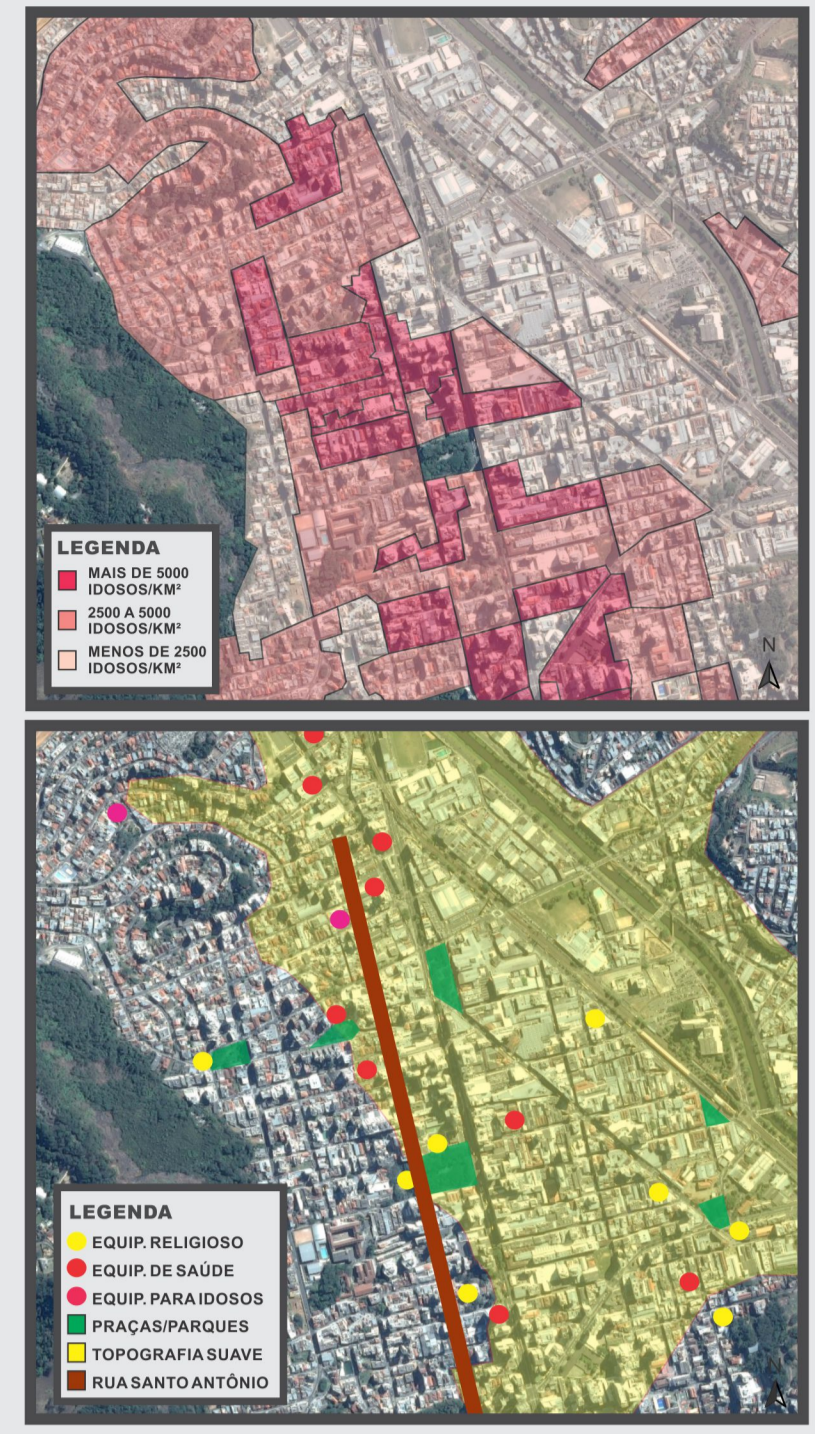 LEGENDA
MAIS DE 5000
IDOSOS/KM²
2500 A 5000
IDOSOS/KM²
MENOS DE 2500
IDOSOS/KM²
N
LEGENDA
EQUIP. RELIGIOSO
EQUIP. DE SAÚDE
EQUIP. PARA IDOSOS
PRAÇAS/PARQUES
TOPOGRAFIA SUAVE
RUA SANTO ANTÔNIO
N